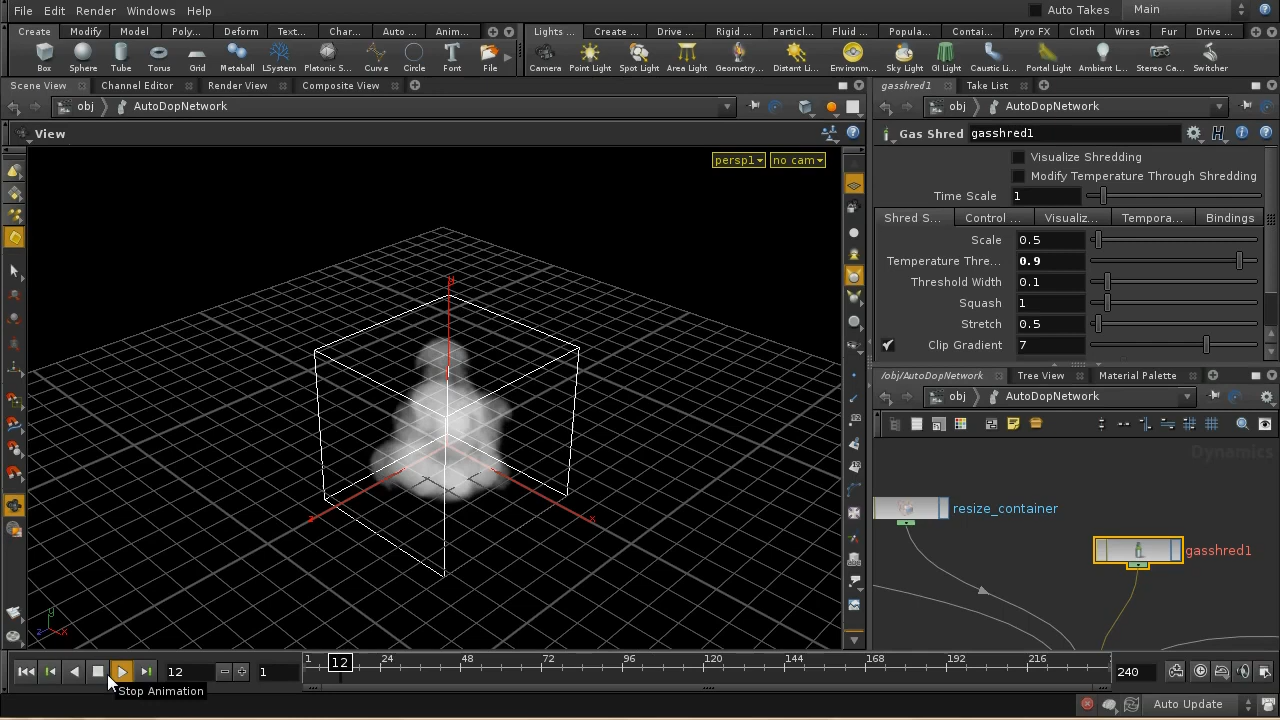 File Edit Render Windows Help Auto Takes Main
Create Modify Model Poly... Deform Text... Char... Auto ... Anim... Lights ... Create ... Drive ... Rigid ... Particl... Fluid ... Popula... Contai... Pyro FX Cloth Wires Fur Drive ...
Box Sphere Tube Torus Grid Metaball LSystem Platonic S... Curve Circle Font File Camera Point Light Spot Light Area Light Geometry... Distant Li... Environm... Sky Light GI Light Caustic Li... Portal Light Ambient L... Stereo Ca... Switcher
Scene View Channel Editor Render View Composite View gasshred1 Take List
obj AutoDopNetwork obj AutoDopNetwork
View Gas Shred gasshred1
persp1 no cam
Visualize Shredding
Modify Temperature Through Shredding
Time Scale 1
Shred S... Control ... Visualiz... Tempora... Bindings
Scale 0.5
Temperature Thre... 0.9
Threshold Width 0.1
Squash 1
Stretch 0.5
Clip Gradient 7
/obj/AutoDopNetwork Tree View Material Palette
obj AutoDopNetwork
Dynamics
resize_container
gasshred1
y
z x
y
z x
12 1 1 12 24 48 72 96 120 144 168 192 216 240
Stop Animation
Auto Update